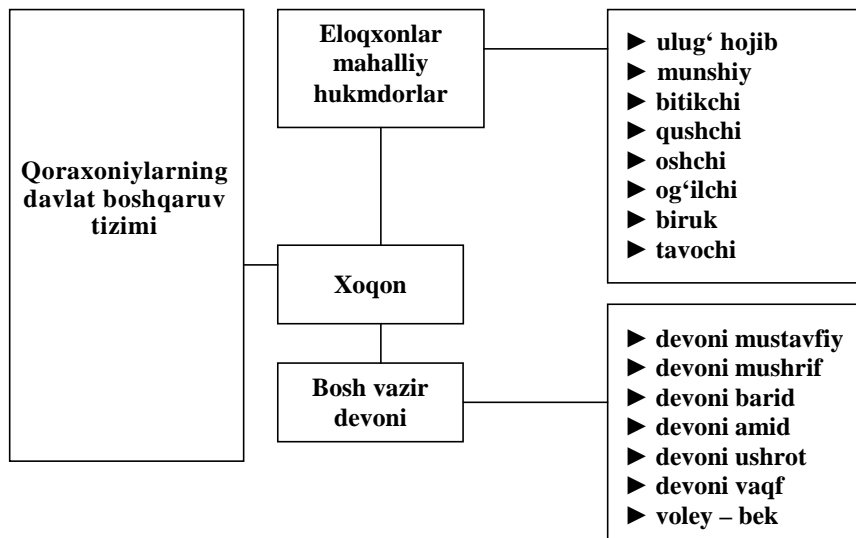 Qoraxoniylarning
davlat boshqaruv
tizimi
Eloqxonlar
mahalliy
hukmdorlar
► ulug‘ hojib
► munshiy
► bitikchi
► qushchi
► oshchi
► og‘ilchi
► biruk
► tavochi
Xoqon
Bosh vazir
devoni
► devoni mustavfiy
► devoni mushrif
► devoni barid
► devoni amid
► devoni ushrot
► devoni vaqf
► voley – bek